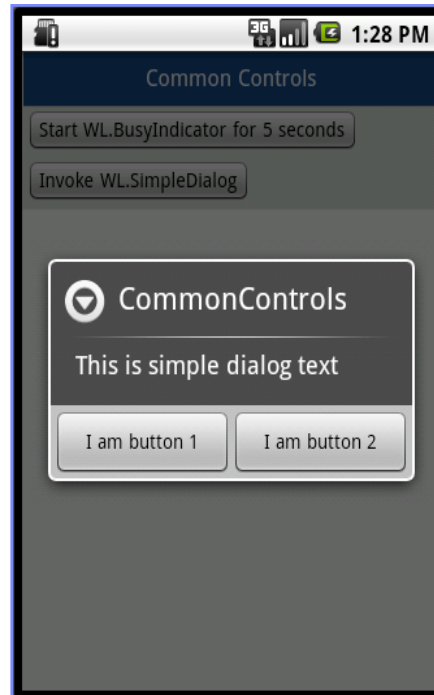 3G 1:28 PM
Common Controls
Start WL.BusyIndicator for 5 seconds
Invoke WL.SimpleDialog
CommonControls
This is simple dialog text
I am button 1 I am button 2